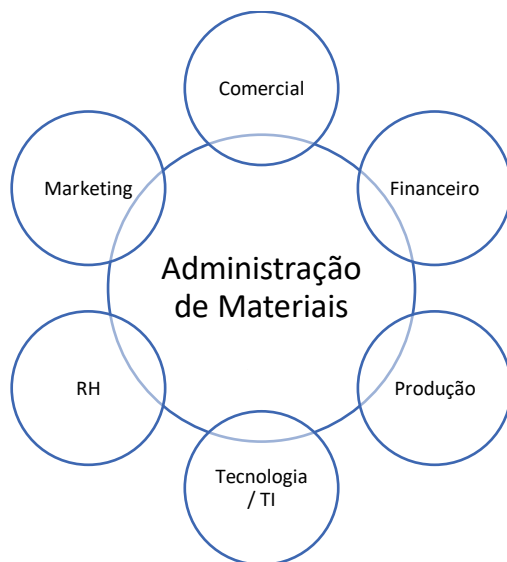 Comercial
Marketing
Financeiro
Administração
de Materiais
RH
Produção
Tecnologia
/ TI